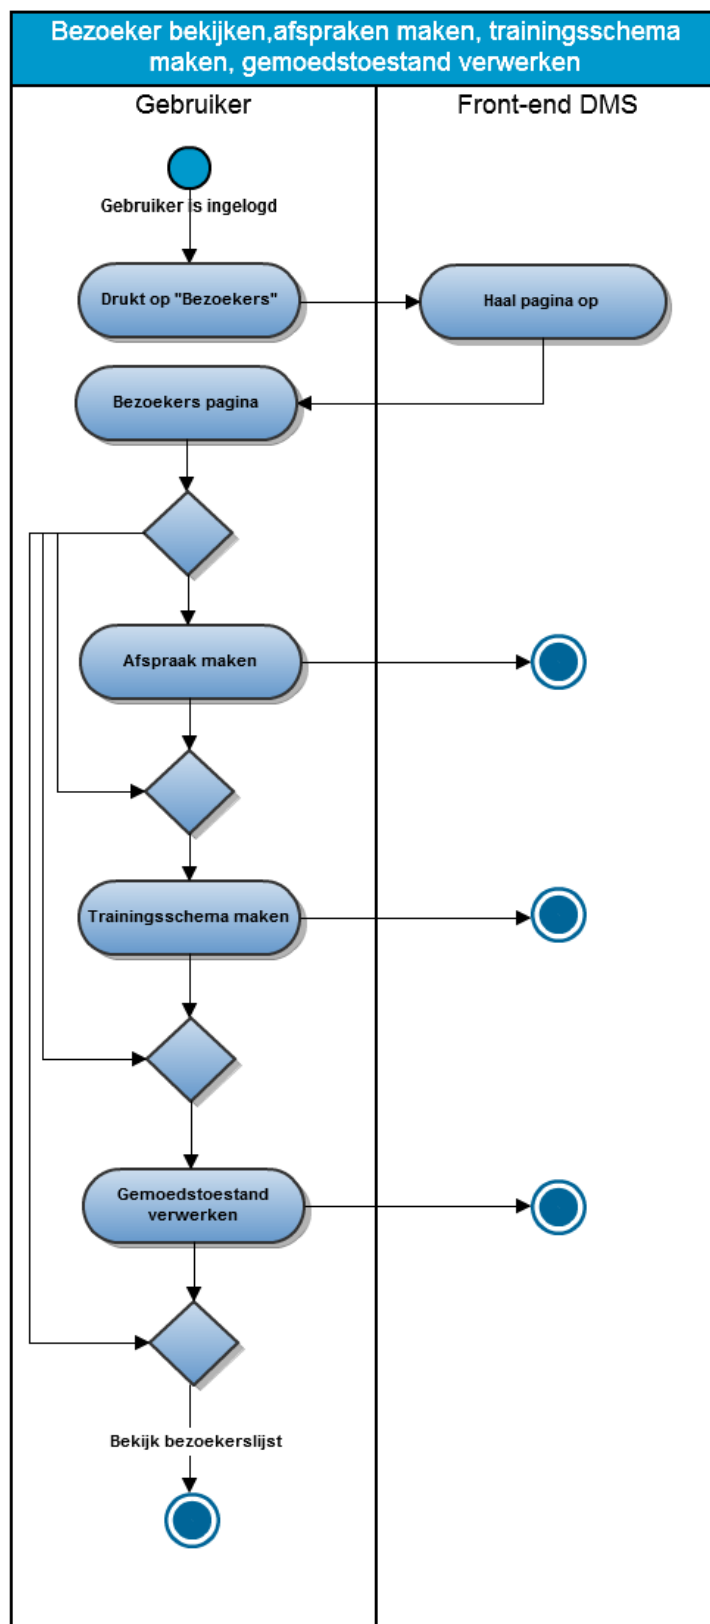 Bezoeker bekijken,afspraken maken, trainingsschema
maken, gemoedstoestand verwerken
Gebruiker
Front-end DMS
Gebruiker is ingelogd
Drukt op "Bezoekers"
Haal pagina op
Bezoekers pagina
Afspraak maken
Trainingsschema maken
Gemoedstoestand
verwerken
Bekijk bezoekerslijst